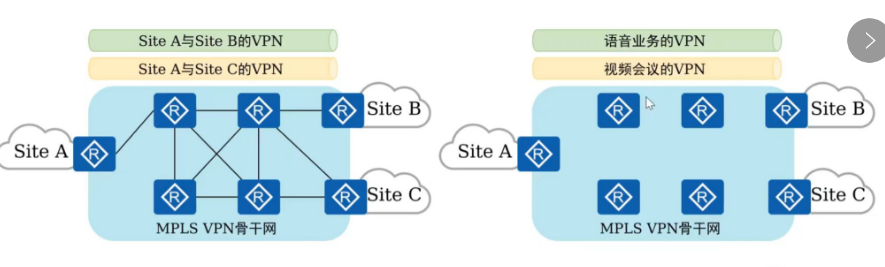 Site A与Site B的VPN
Site A与Site C的VPN
R
R
R
Site B
Site A
R
R
R
R
Site C
MPLS VPN骨干网
语音业务的VPN
视频会议的VPN
R
R
R
Site B
Site A
R
R
R
R
Site C
MPLS VPN骨干网